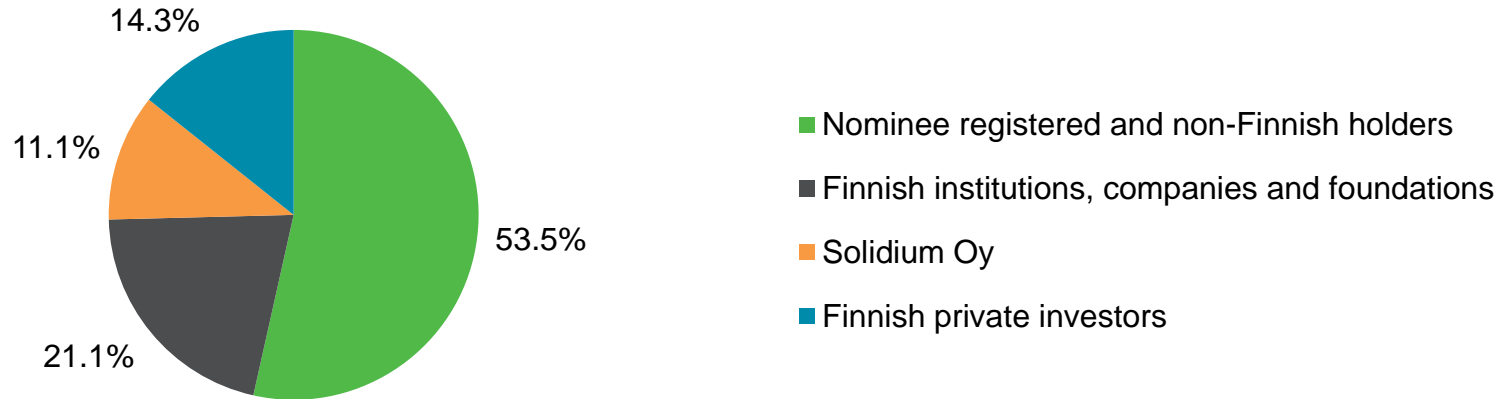 14.3%
11.1%
53.5%
21.1%
Nominee registered and non-Finnish holders
Finnish institutions, companies and foundations
Solidium Oy
Finnish private investors